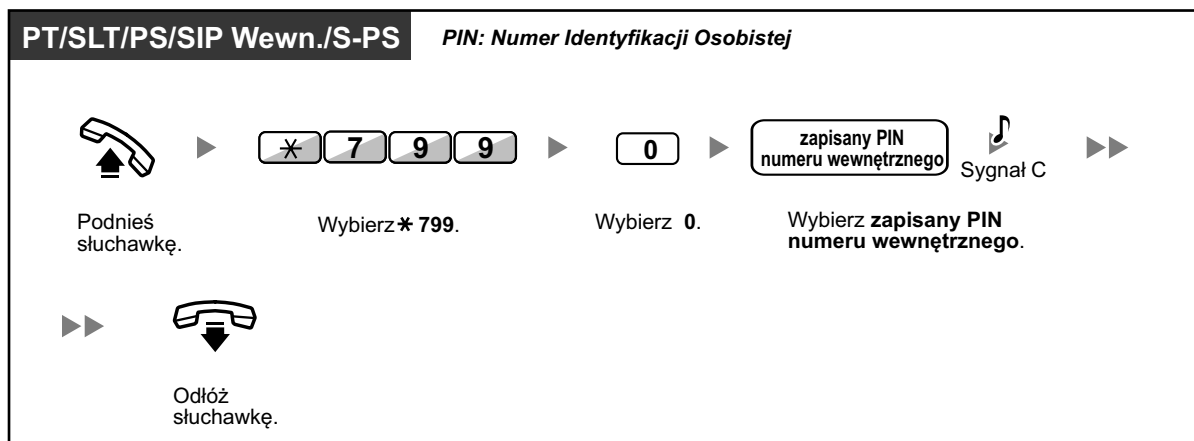 PT/SLT/PS/SIP Wewn./S-PS
PIN: Numer Identyfikacji Osobistej
* 7 9 9
0
zapisany PIN
numeru wewnętrznego
Sygnał C
Podnieś
słuchawkę.
Wybierz * 799.
Wybierz 0.
Wybierz zapisany PIN
numeru wewnętrznego.
Odłóż
słuchawkę.